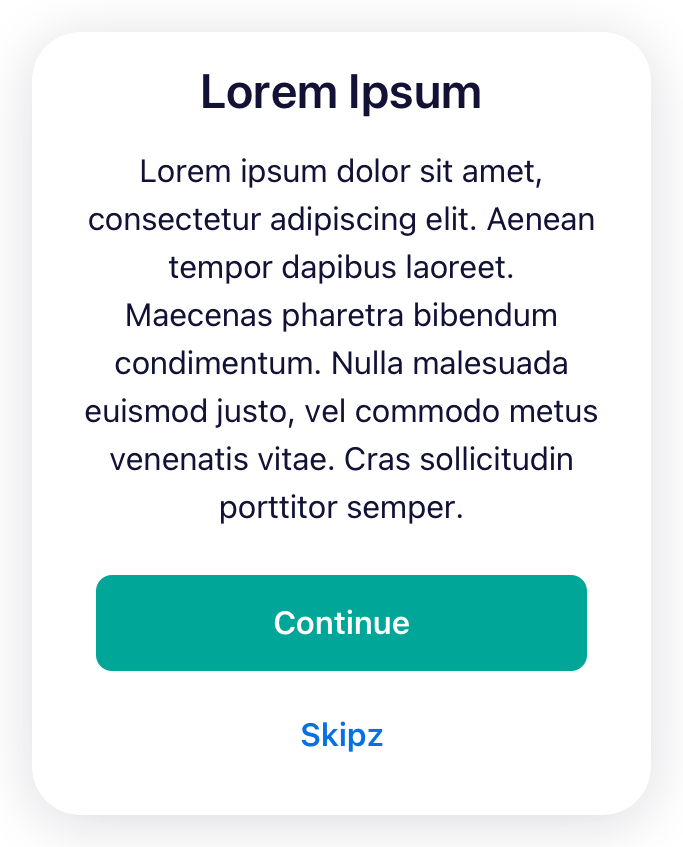 Lorem Ipsum
Lorem ipsum dolor sit amet,
consectetur adipiscing elit. Aenean
tempor dapibus laoreet.
Maecenas pharetra bibendum
condimentum. Nulla malesuada
euismod justo, vel commodo metus
venenatis vitae. Cras sollicitudin
porttitor semper.
Continue
Skipz